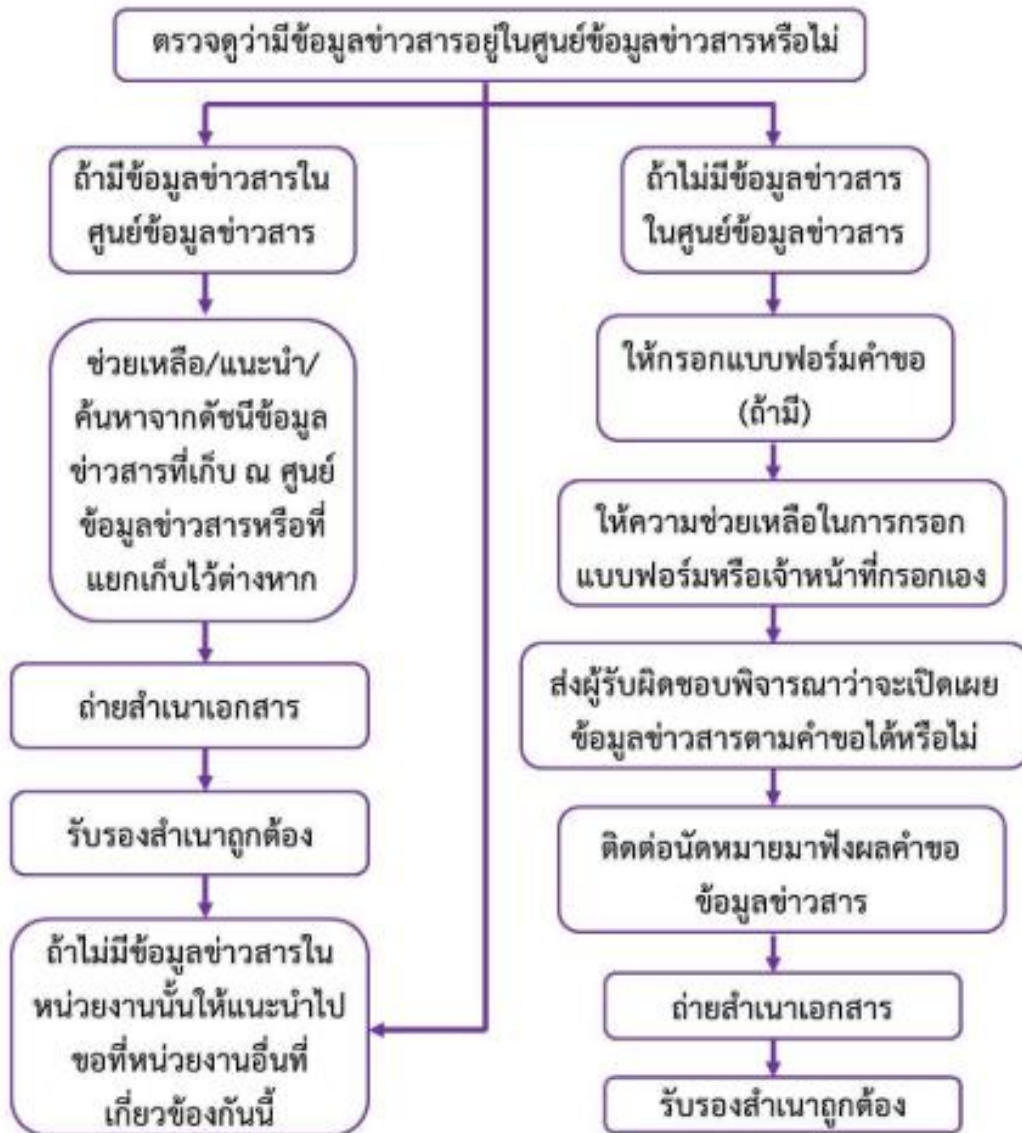 ตรวจดูว่ามีข้อมูลข่าวสารอยู่ในศูนย์ข้อมูลข่าวสารหรือไม่
ถ้ามีข้อมูลข่าวสารใน
ศูนย์ข้อมูลข่าวสาร
ช่วยเหลือ/แนะนำ/
ค้นหาจากดัชนีข้อมูล
ข่าวสารที่เก็บ ณ ศูนย์
ข้อมูลข่าวสารหรือที่
แยกเก็บไว้ต่างหาก
ถ่ายสำเนาเอกสาร
รับรองสำเนาถูกต้อง
ถ้าไม่มีข้อมูลข่าวสารใน
หน่วยงานนั้นให้แนะนำไป
ขอที่หน่วยงานอื่นที่
เกี่ยวข้องกันนี้
ถ้าไม่มีข้อมูลข่าวสาร
ในศูนย์ข้อมูลข่าวสาร
ให้กรอกแบบฟอร์มคำขอ
(ถ้ามี)
ให้ความช่วยเหลือในการกรอก
แบบฟอร์มหรือเจ้าหน้าที่กรอกเอง
ส่งผู้รับผิดชอบพิจารณาว่าจะเปิดเผย
ข้อมูลข่าวสารตามคำขอได้หรือไม่
ติดต่อนัดหมายมาฟังผลคำขอ
ข้อมูลข่าวสาร
ถ่ายสำเนาเอกสาร
รับรองสำเนาถูกต้อง